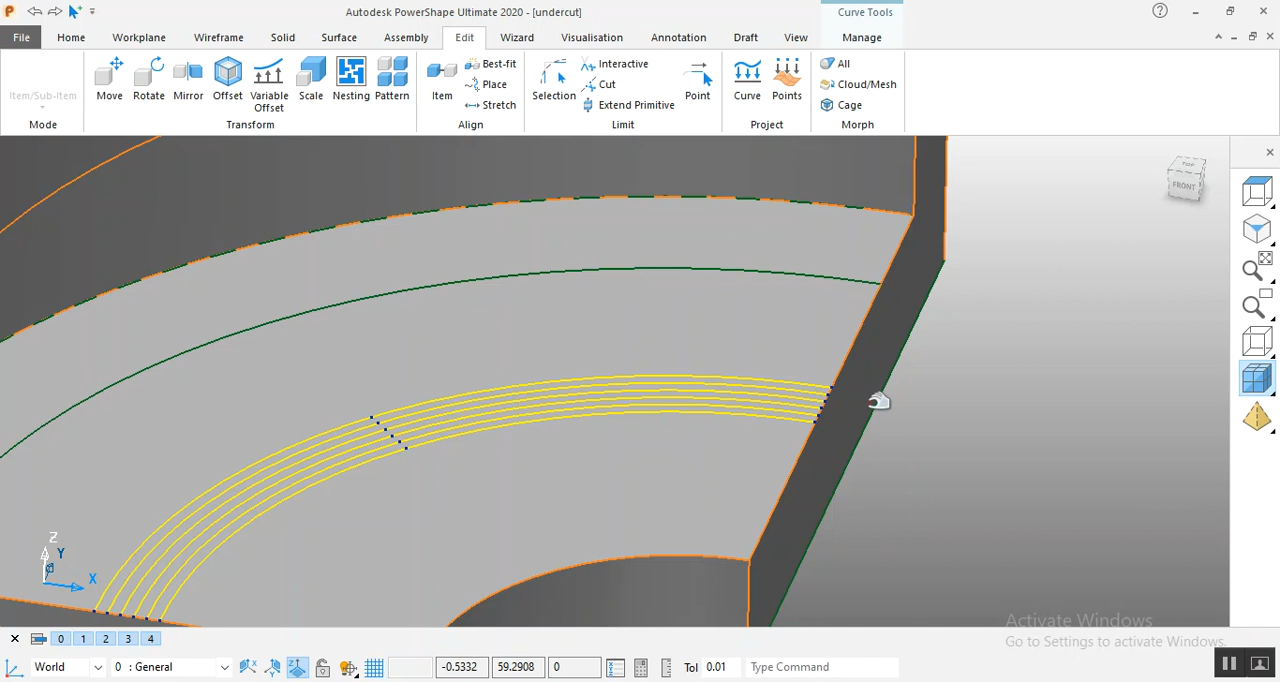 Autodesk PowerShape Ultimate 2020 - [undercut]
Curve Tools
File Home Workplane Wireframe Solid Surface Assembly Edit Wizard Visualisation Annotation Draft View Manage
Item/Sub-Item
Mode
Move Rotate Mirror Offset Variable Offset Scale Nesting Pattern
Transform
Item
Best-fit
Place
Stretch
Align
Selection
Interactive
Cut
Extend Primitive
Point
Limit
Curve Points
Project
All
Cloud/Mesh
Cage
Morph
TOP
FRONT
Z
Y
X
Activate Windows
Go to Settings to activate Windows.
0 1 2 3 4
World 0 : General -0.5332 59.2908 0 Tol 0.01 Type Command